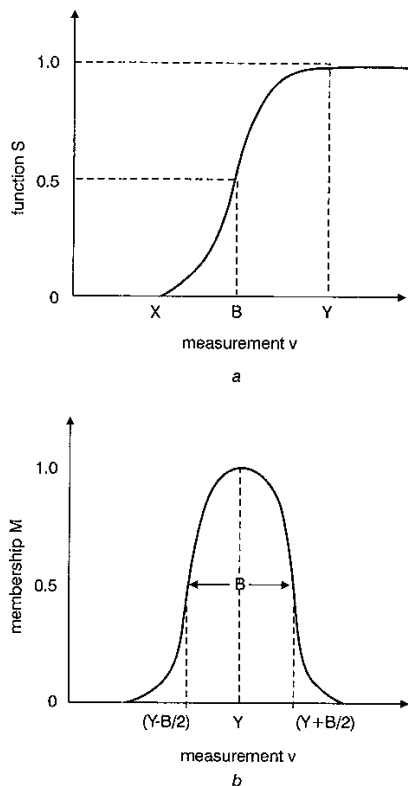 1.0
function S
0.5
0
X B Y
measurement v
a
1.0
membership M
0.5
B
0
(Y-B/2) Y (Y+B/2)
measurement v
b